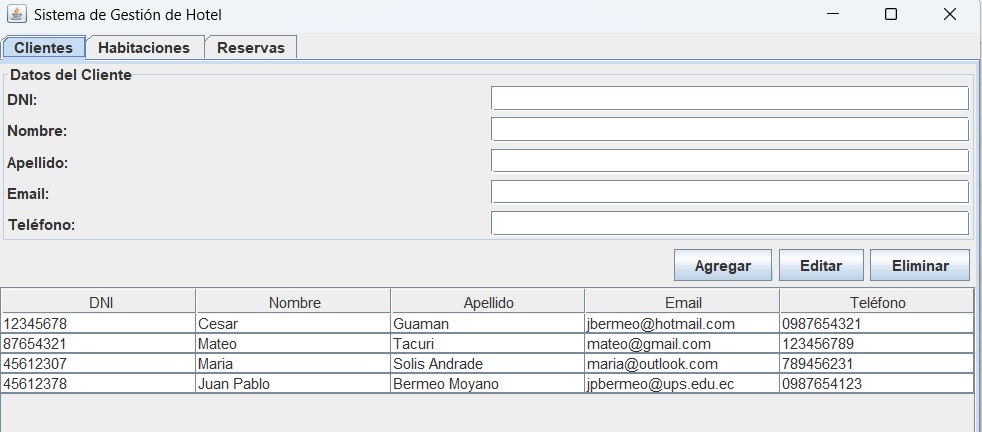 Sistema de Gestión de Hotel
Clientes Habitaciones Reservas
Datos del Cliente
DNI:
Nombre:
Apellido:
Email:
Teléfono:
Agregar Editar Eliminar
DNI Nombre Apellido Email Teléfono
12345678 Cesar Guaman jbermeo@hotmail.com 0987654321
87654321 Mateo Tacuri mateo@gmail.com 123456789
45612307 Maria Solis Andrade maria@outlook.com 789456231
45612378 Juan Pablo Bermeo Moyano jpbermeo@ups.edu.ec 0987654123